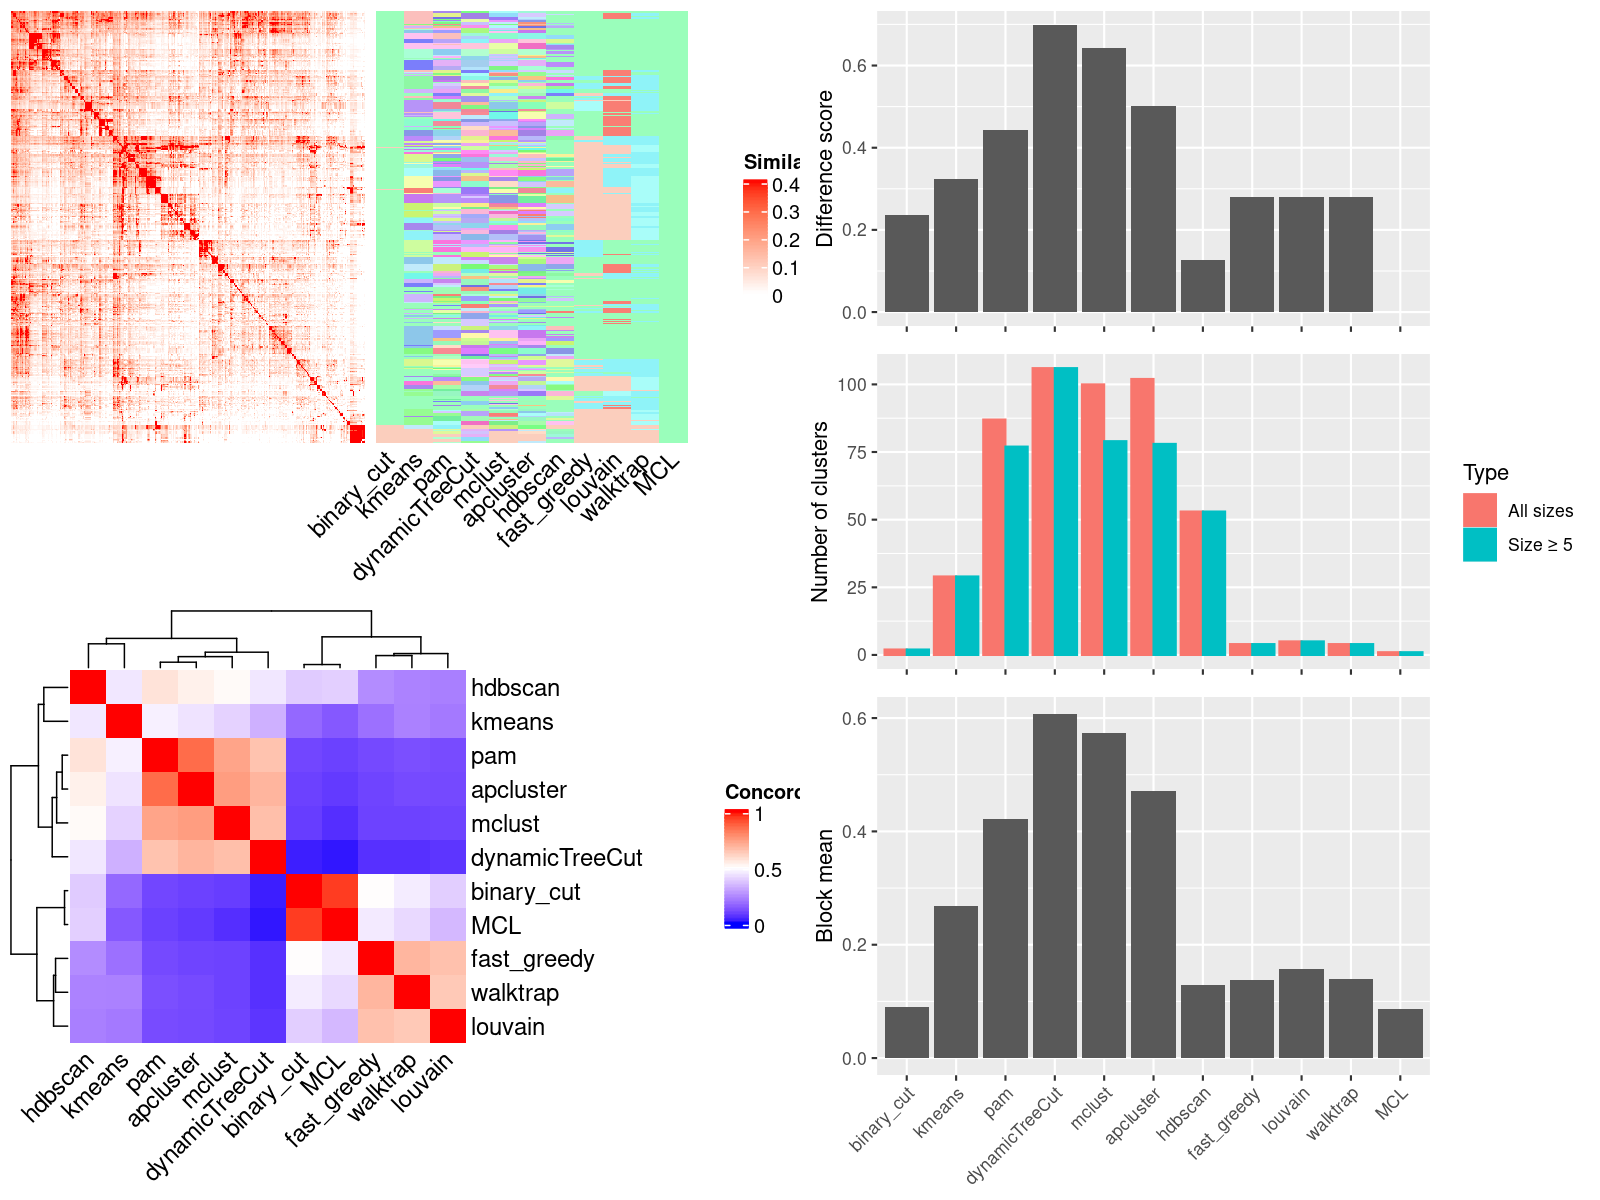 Simila
0.4
0.3
0.2
0.1
0
binary_cut
kmeans
pam
dynamicTreeCut
mclust
apcluster
hdbscan
fast_greedy
louvain
walktrap
MCL
Difference score
0.6
0.4
0.2
0.0
Number of clusters
100
75
50
25
0
Type
All sizes
Size ≥ 5
hdbscan
kmeans
pam
apcluster
mclust
dynamicTreeCut
binary_cut
MCL
fast_greedy
walktrap
louvain
hdbscan
kmeans
pam
apcluster
mclust
dynamicTreeCut
binary_cut
MCL
fast_greedy
walktrap
louvain
Concord
1
0.5
0
Block mean
0.6
0.4
0.2
0.0
binary_cut
kmeans
pam
dynamicTreeCut
mclust
apcluster
hdbscan
fast_greedy
louvain
walktrap
MCL